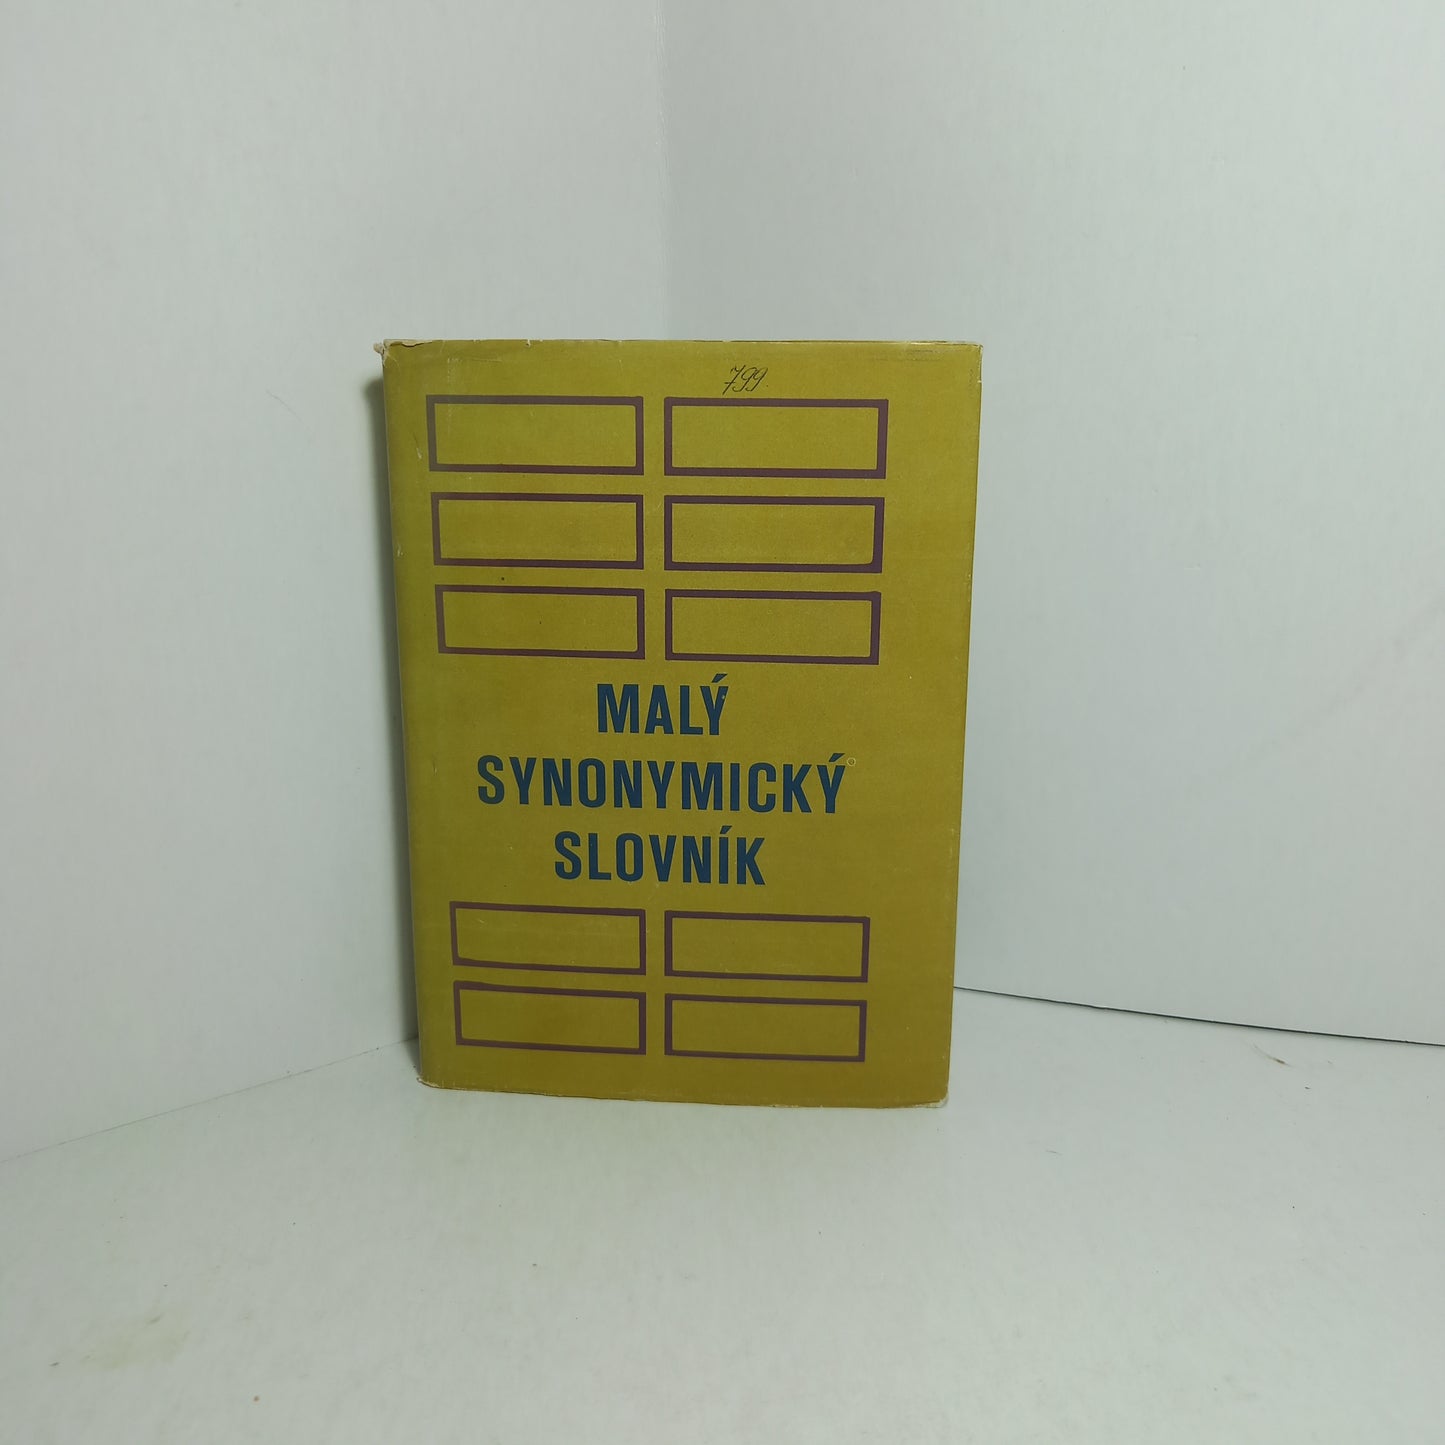 799
MALÝ
SYNONYMICKÝ
SLOVNÍK